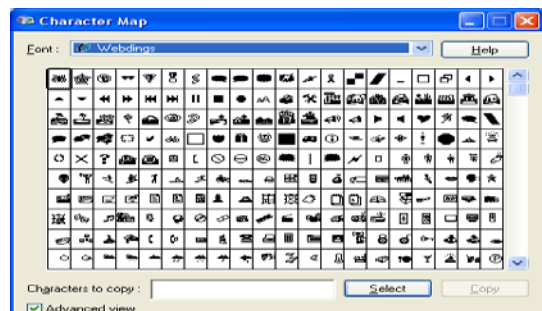 Character Map
Font : Webdings Help
Characters to copy : Select Copy
Advanced view